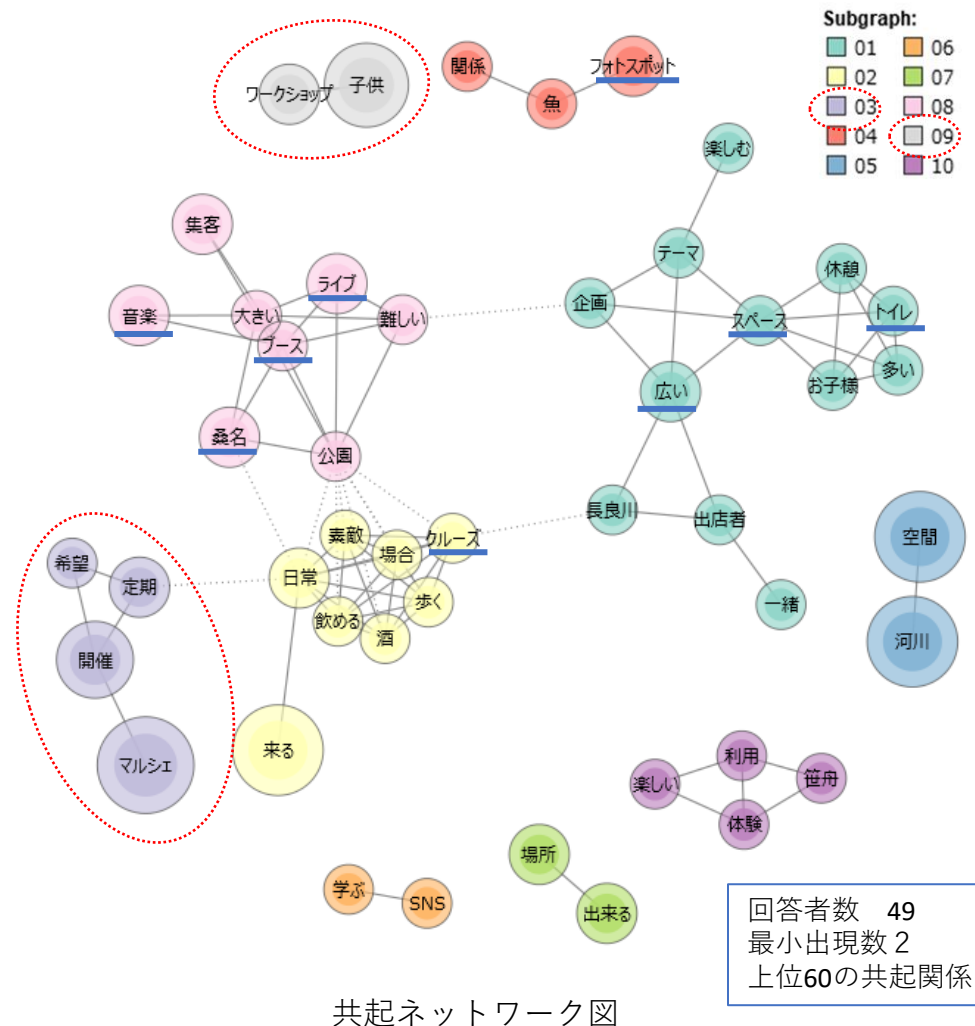 Subgraph:
01 06
02 07
03 08
04 09
05 10
ワークショップ
子供
関係
魚
フォトスポット
楽しむ
集客
テーマ
休憩
ライブ
企画
音楽
大きい
難しい
スペース
トイレ
ブース
お子様
多い
広い
桑名
公園
長良川
出店者
素敵
クルーズ
場合
空間
希望
定期
日常
歩く
一緒
飲める
酒
河川
開催
マルシェ
来る
利用
楽しい
笹舟
体験
場所
学ぶ
SNS
出来る
回答者数 49
最小出現数2
上位60の共起関係
共起ネットワーク図